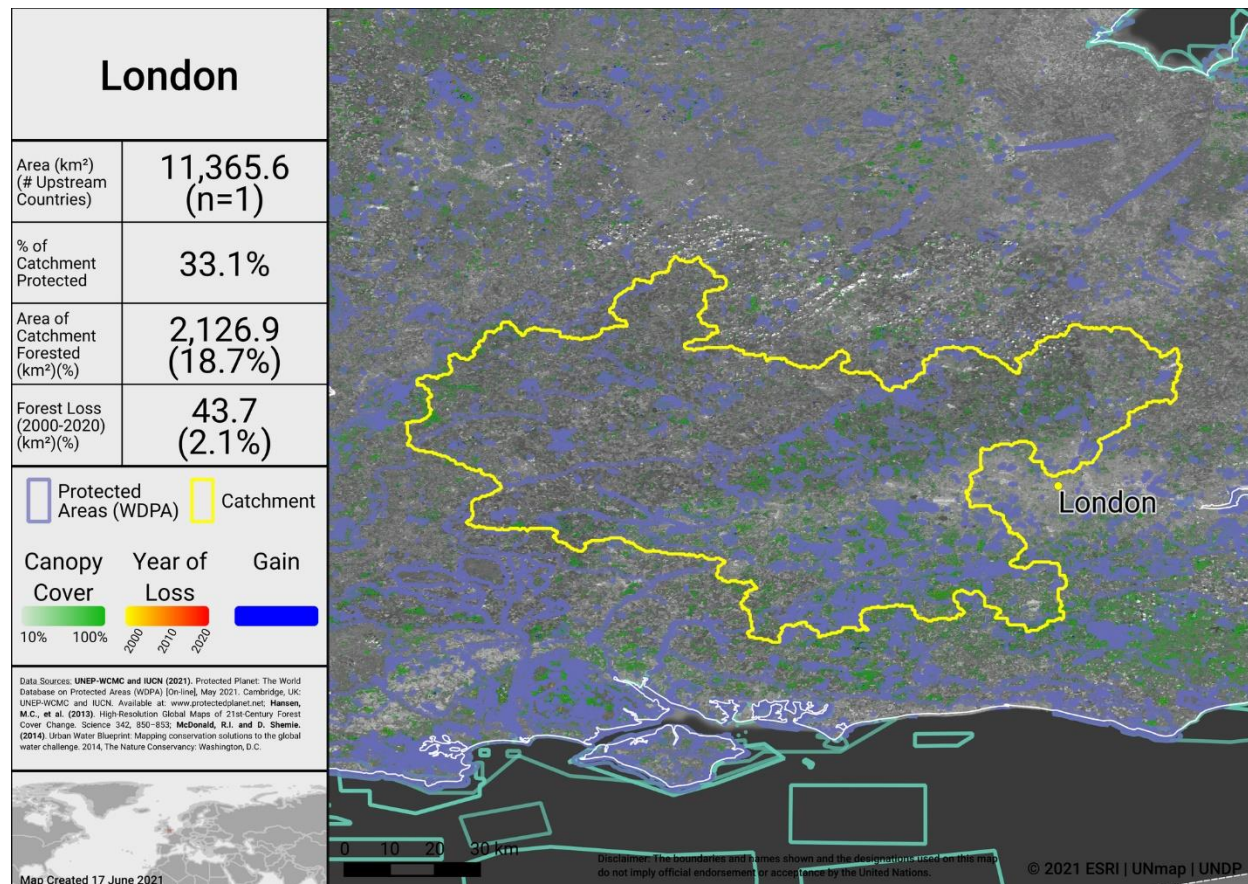 London
Area (km²)
(# Upstream
Countries)
11,365.6
(n=1)
% of
Catchment
Protected
33.1%
Area of
Catchment
Forested
(km²)(%)
2,126.9
(18.7%)
Forest Loss
(2000-2020)
(km²)(%)
43.7
(2.1%)
Protected
Areas (WDPA)
Catchment
Canopy
Cover
10% 100%
Year of
Loss
2000 2010 2020
Gain
Data Sources: UNEP-WCMC and IUCN (2021). Protected Planet: The World
Database on Protected Areas (WDPA) [On-line], May 2021. Cambridge, UK:
UNEP-WCMC and IUCN. Available at: www.protectedplanet.net; Hansen,
M.C., et al. (2013). High-Resolution Global Maps of 21st-Century Forest
Cover Change. Science 342, 850–853; McDonald, R.I. and D. Shemie.
(2014). Urban Water Blueprint: Mapping conservation solutions to the global
water challenge. 2014, The Nature Conservancy: Washington, D.C.
Map Created 17 June 2021
London
0 10 20 30 km
Disclaimer: The boundaries and names shown and the designations used on this map
do not imply official endorsement or acceptance by the United Nations.
© 2021 ESRI | UNmap | UNDP